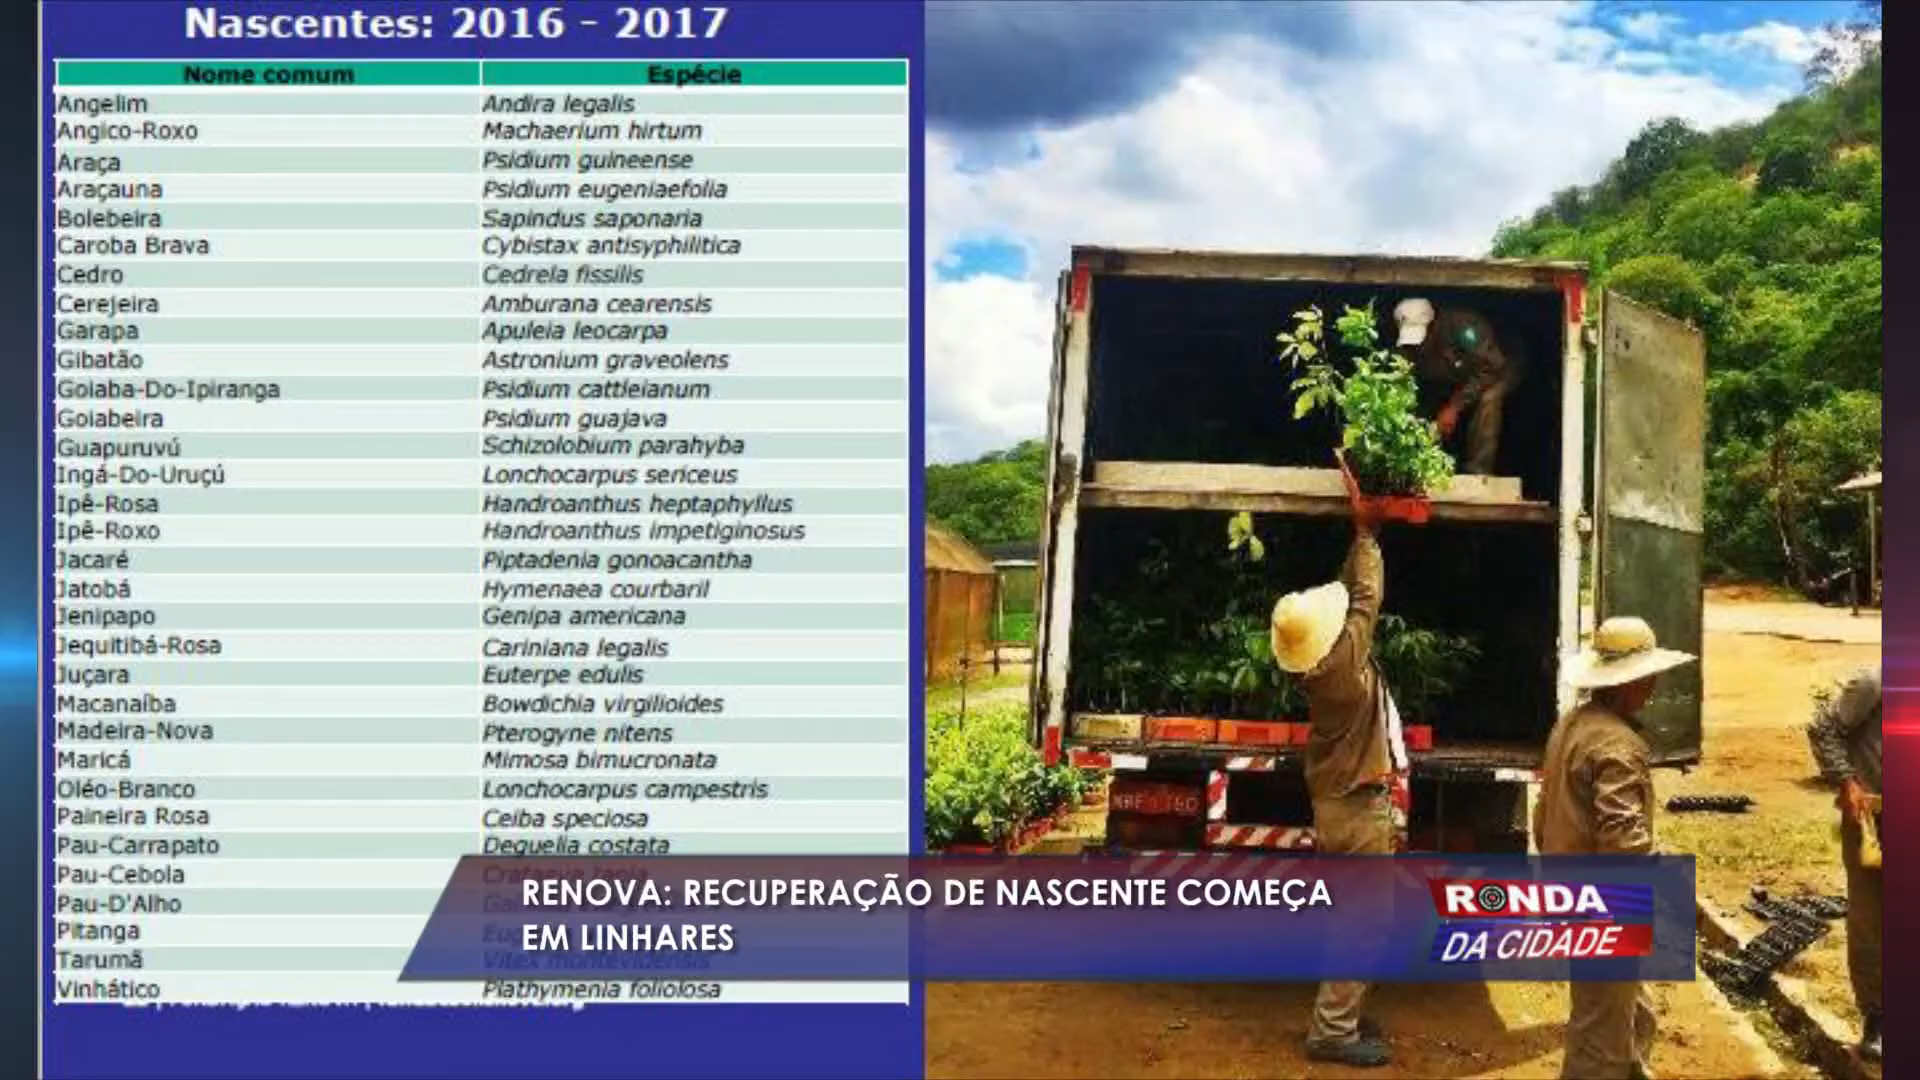 Nascentes: 2016 - 2017
Nome comum Espécie
Angelim Andira legalis
Angico-Roxo Machaerium hirtum
Araça Psidium guineense
Araçauna Psidium eugeniaefolia
Bolebeira Sapindus saponaria
Caroba Brava Cybistax antisyphilitica
Cedro Cedrela fissilis
Cerejeira Amburana cearensis
Garapa Apuleia leocarpa
Gibatão Astronium graveolens
Goiaba-Do-Ipiranga Psidium cattleianum
Goiabeira Psidium guajava
Guapuruvú Schizolobium parahyba
Ingá-Do-Uruçú Lonchocarpus sericeus
Ipê-Rosa Handroanthus heptaphyllus
Ipê-Roxo Handroanthus impetiginosus
Jacaré Piptadenia gonoacantha
Jatobá Hymenaea courbaril
Jenipapo Genipa americana
Jequitibá-Rosa Cariniana legalis
Juçara Euterpe edulis
Macanaíba Bowdichia virgilioides
Madeira-Nova Pterogyne nitens
Maricá Mimosa bimucronata
Oléo-Branco Lonchocarpus campestris
Paineira Rosa Ceiba speciosa
Pau-Carrapato Deguelia costata
Pau-Cebola
Pau-D'Alho
Pitanga
Tarumã Vitex montevidensis
Vinhático Plathymenia foliolosa
RENOVA: RECUPERAÇÃO DE NASCENTE COMEÇA
EM LINHARES
RONDA
DA CIDADE